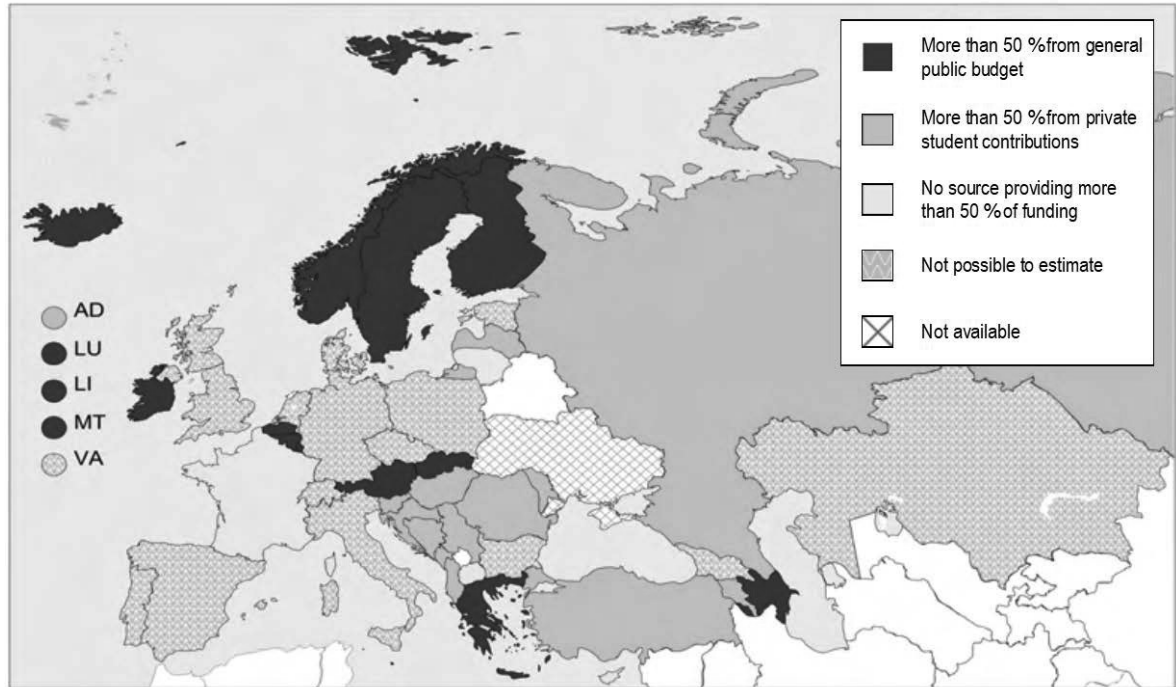 More than 50 %from general
public budget
More than 50 %from private
student contributions
No source providing more
than 50 %of funding
Not possible to estimate
Not available
AD
LU
LI
MT
VA